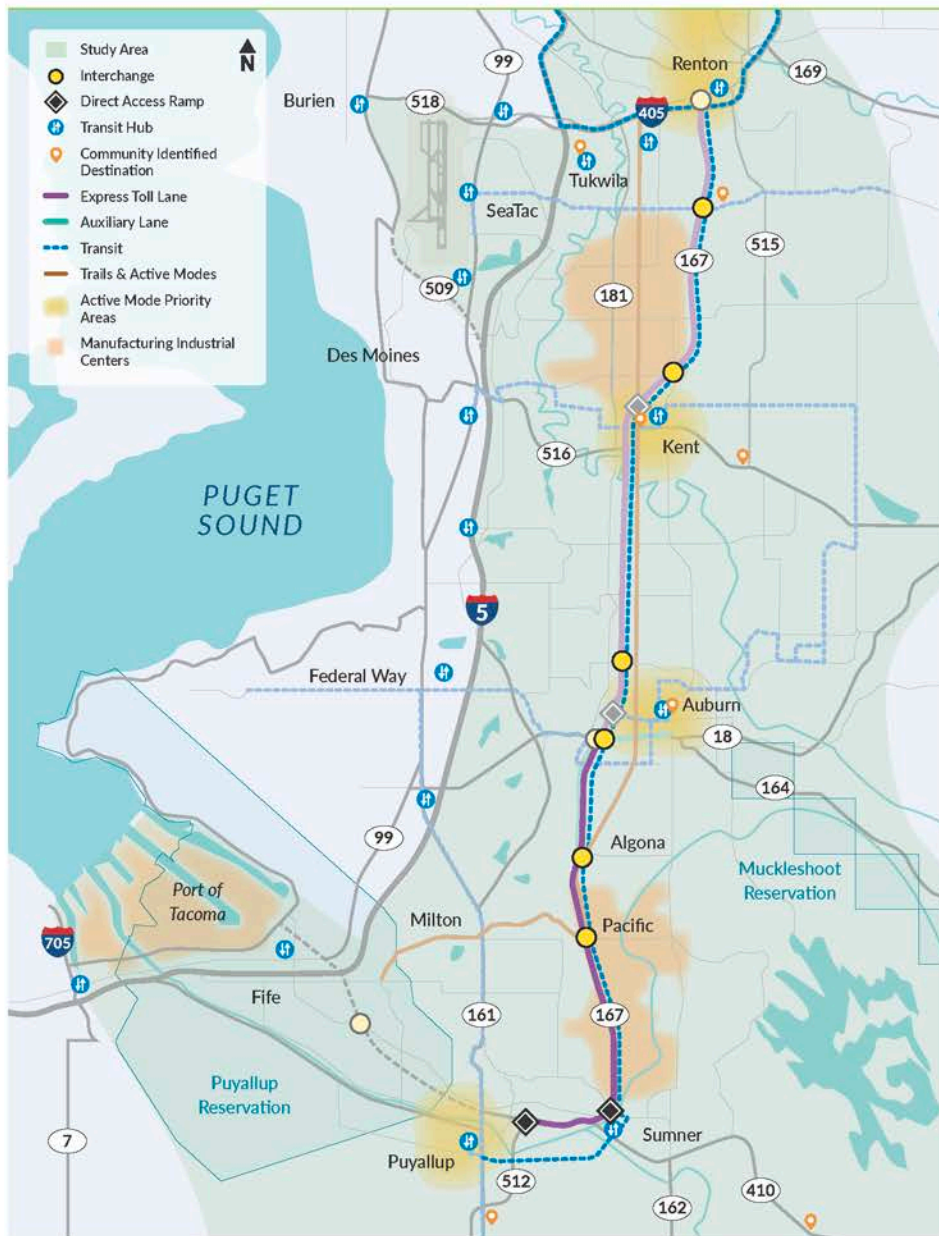 Study Area
N
Interchange
Direct Access Ramp
Transit Hub
Community Identified
Destination
Express Toll Lane
Auxiliary Lane
Transit
Trails & Active Modes
Active Mode Priority
Areas
Manufacturing Industrial
Centers
Renton
99
169
Burien
518
405
Tukwila
SeaTac
167
515
181
509
Des Moines
516
Kent
PUGET
SOUND
5
Federal Way
Auburn
18
164
99
Algona
Muckleshoot
Reservation
Port of
Tacoma
Milton
Pacific
705
Fife
161
167
Puyallup
Reservation
7
Sumner
Puyallup
512
162
410